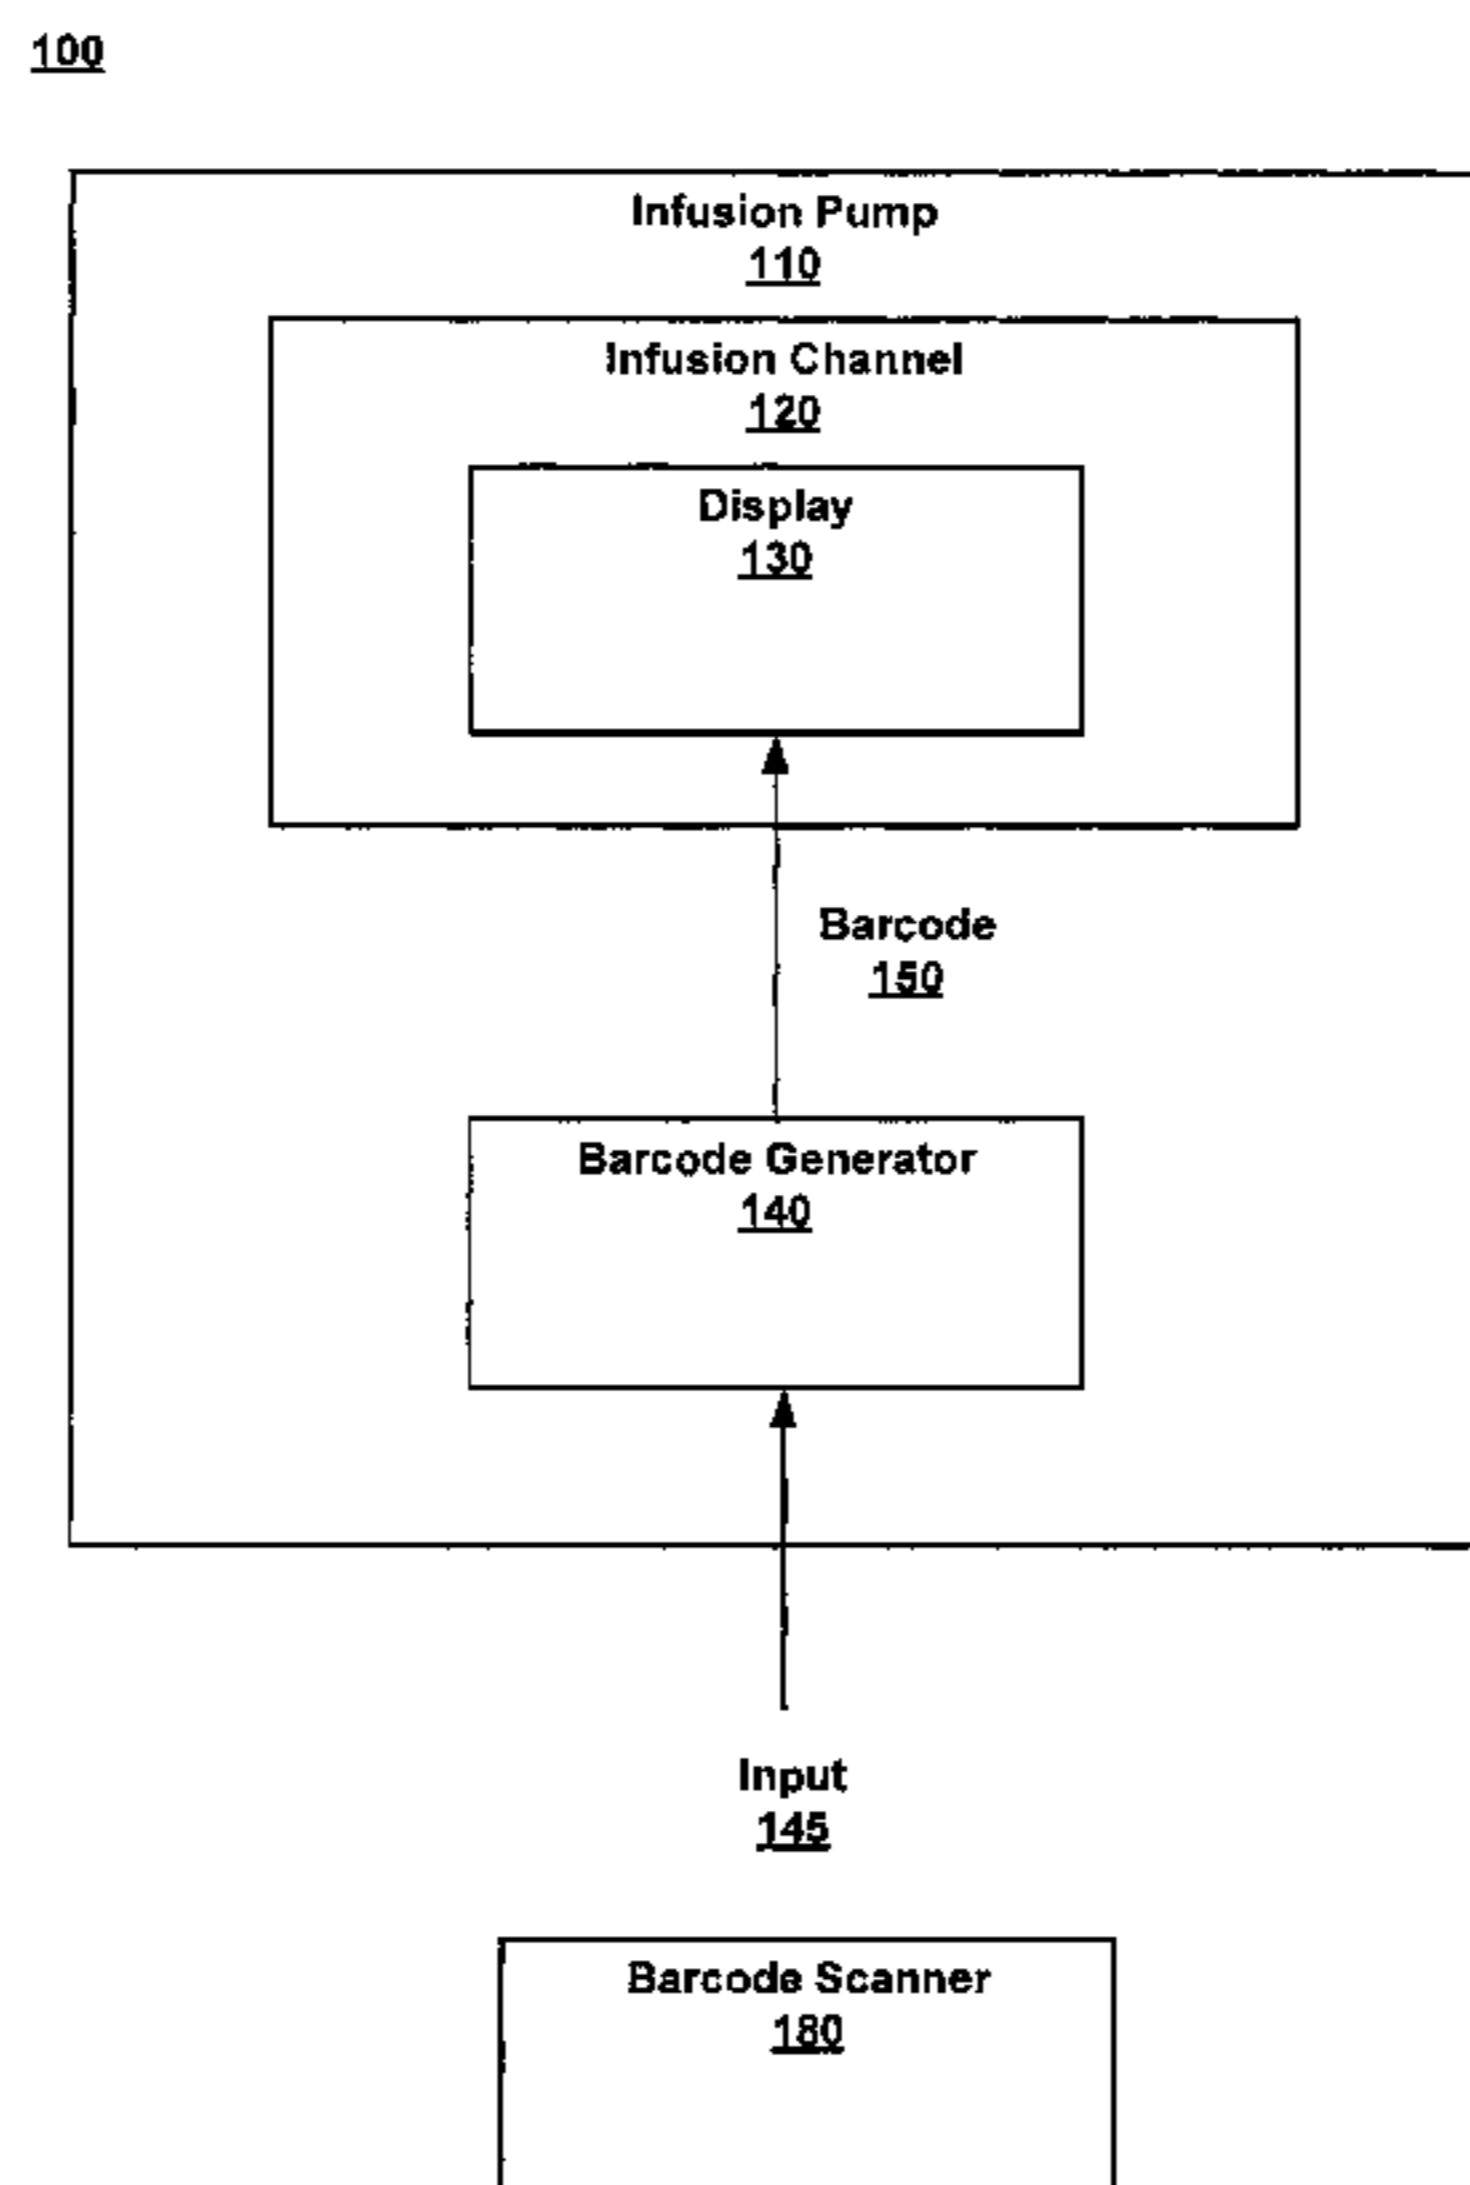 100
Infusion Pump
110
Infusion Channel
120
Display
130
Barcode
150
Barcode Generator
140
Input
145
Barcode Scanner
180